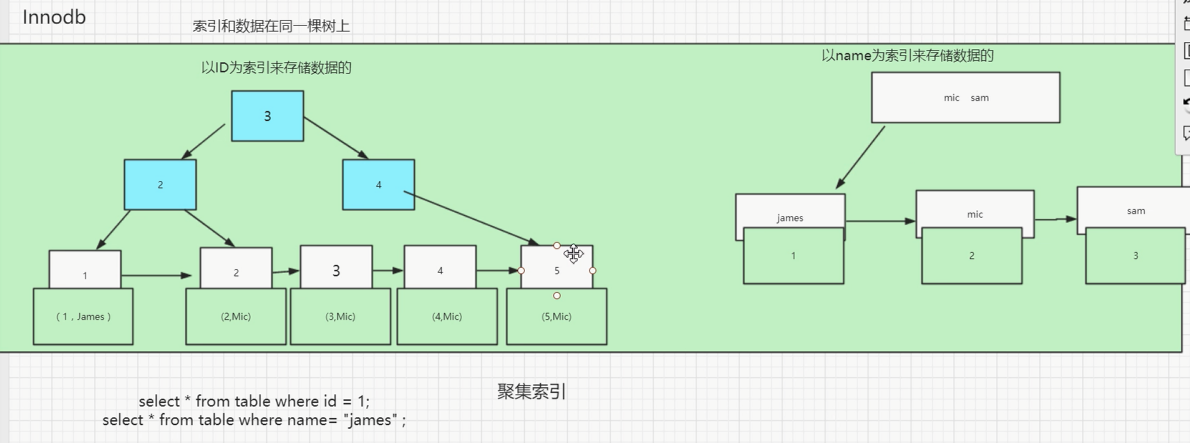 Innodb
索引和数据在同一棵树上
以ID为索引来存储数据的
以name为索引来存储数据的
3
mic sam
2
4
james
mic
sam
1
2
3
4
5
1
2
3
( 1 , James )
(2,Mic)
(3,Mic)
(4,Mic)
(5,Mic)
聚集索引
select * from table where id = 1;
select * from table where name= "james" ;